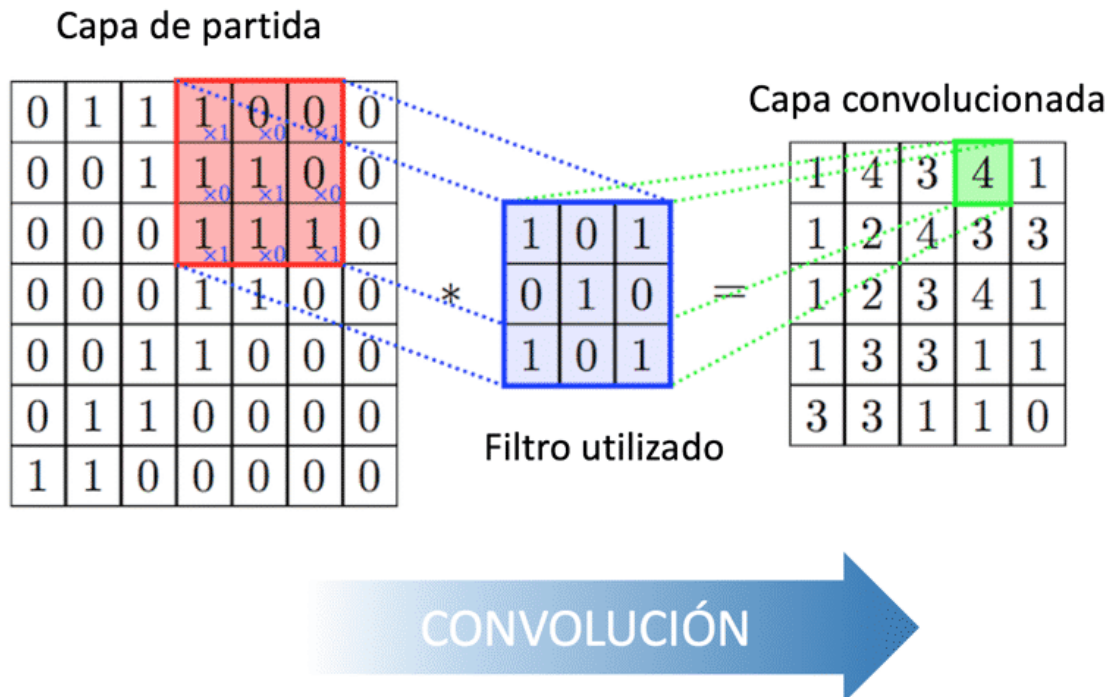 Capa de partida
0 1 1 1×1 0×0 0×1 0
0 0 1 1×0 1×1 0×0 0
0 0 0 1×1 1×0 1×1 0
0 0 0 1 1 0 0
0 0 1 1 0 0 0
0 1 1 0 0 0 0
1 1 0 0 0 0 0
*
1 0 1
0 1 0
1 0 1
Filtro utilizado
=
Capa convolucionada
1 4 3 4 1
1 2 4 3 3
1 2 3 4 1
1 3 3 1 1
3 3 1 1 0
CONVOLUCIÓN